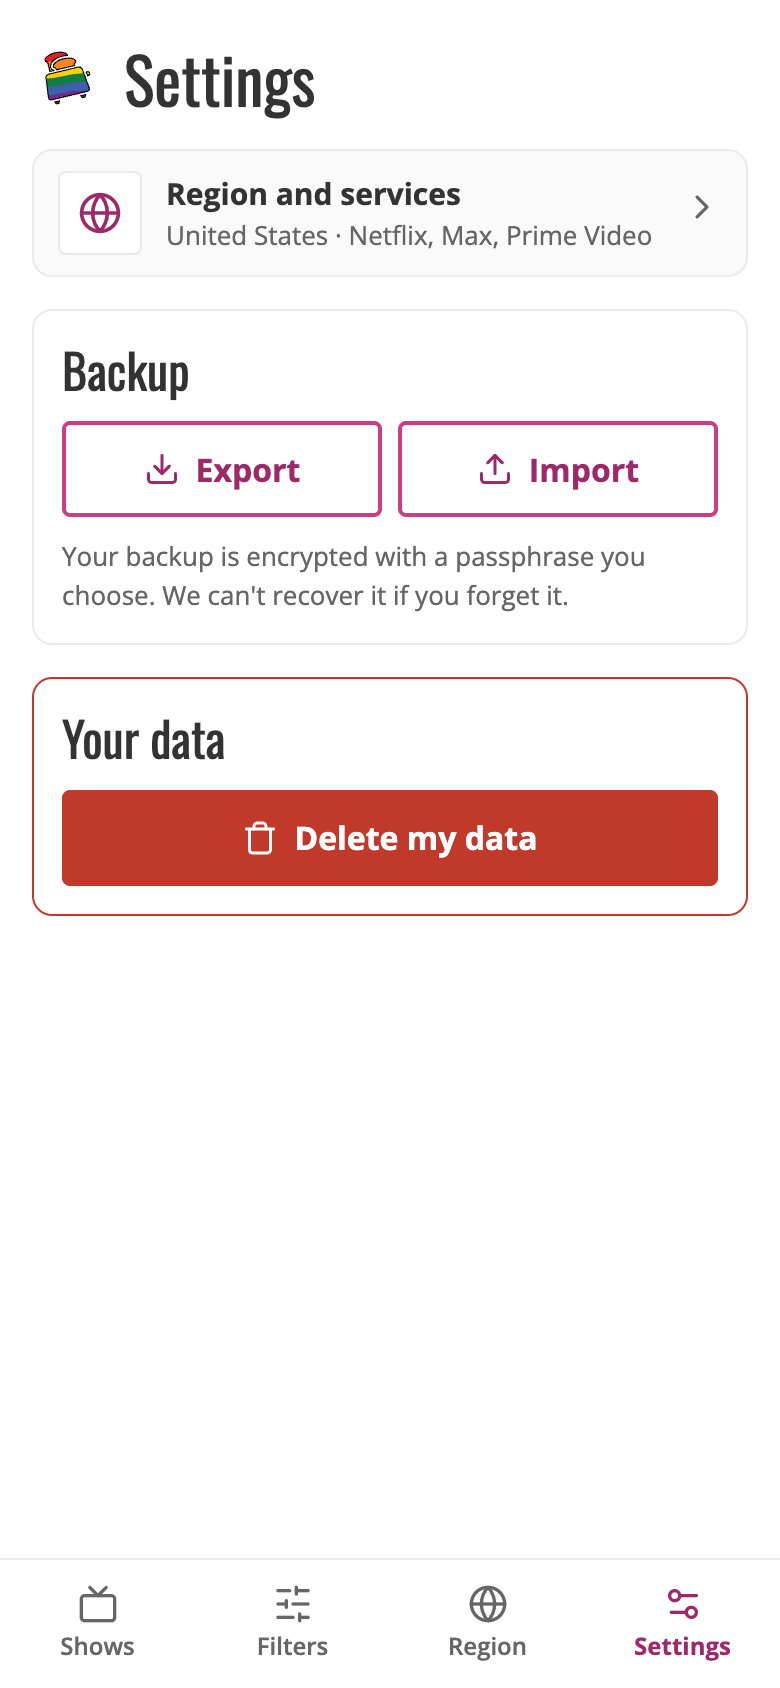 Settings
Region and services
United States · Netflix, Max, Prime Video
Backup
Export
Import
Your backup is encrypted with a passphrase you
choose. We can't recover it if you forget it.
Your data
Delete my data
Shows
Filters
Region
Settings